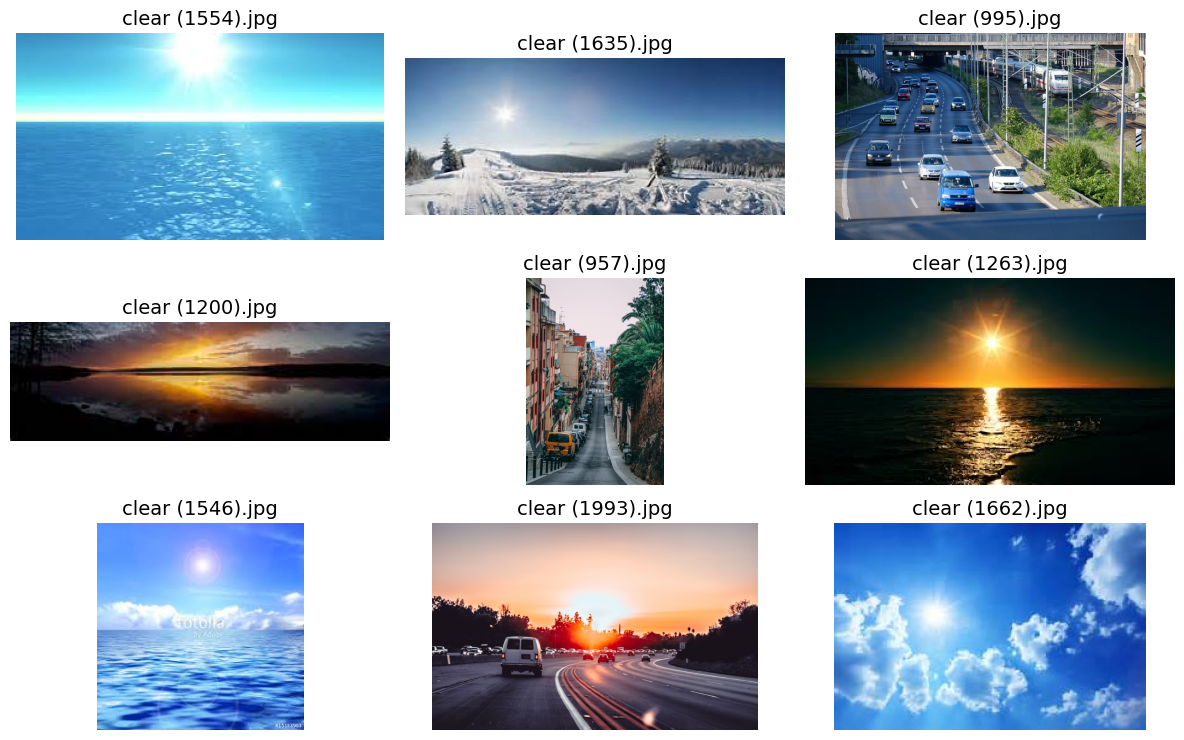 clear (1554).jpg
clear (1635).jpg
clear (995).jpg
clear (1200).jpg
clear (957).jpg
clear (1263).jpg
clear (1546).jpg
clear (1993).jpg
clear (1662).jpg
fotolia